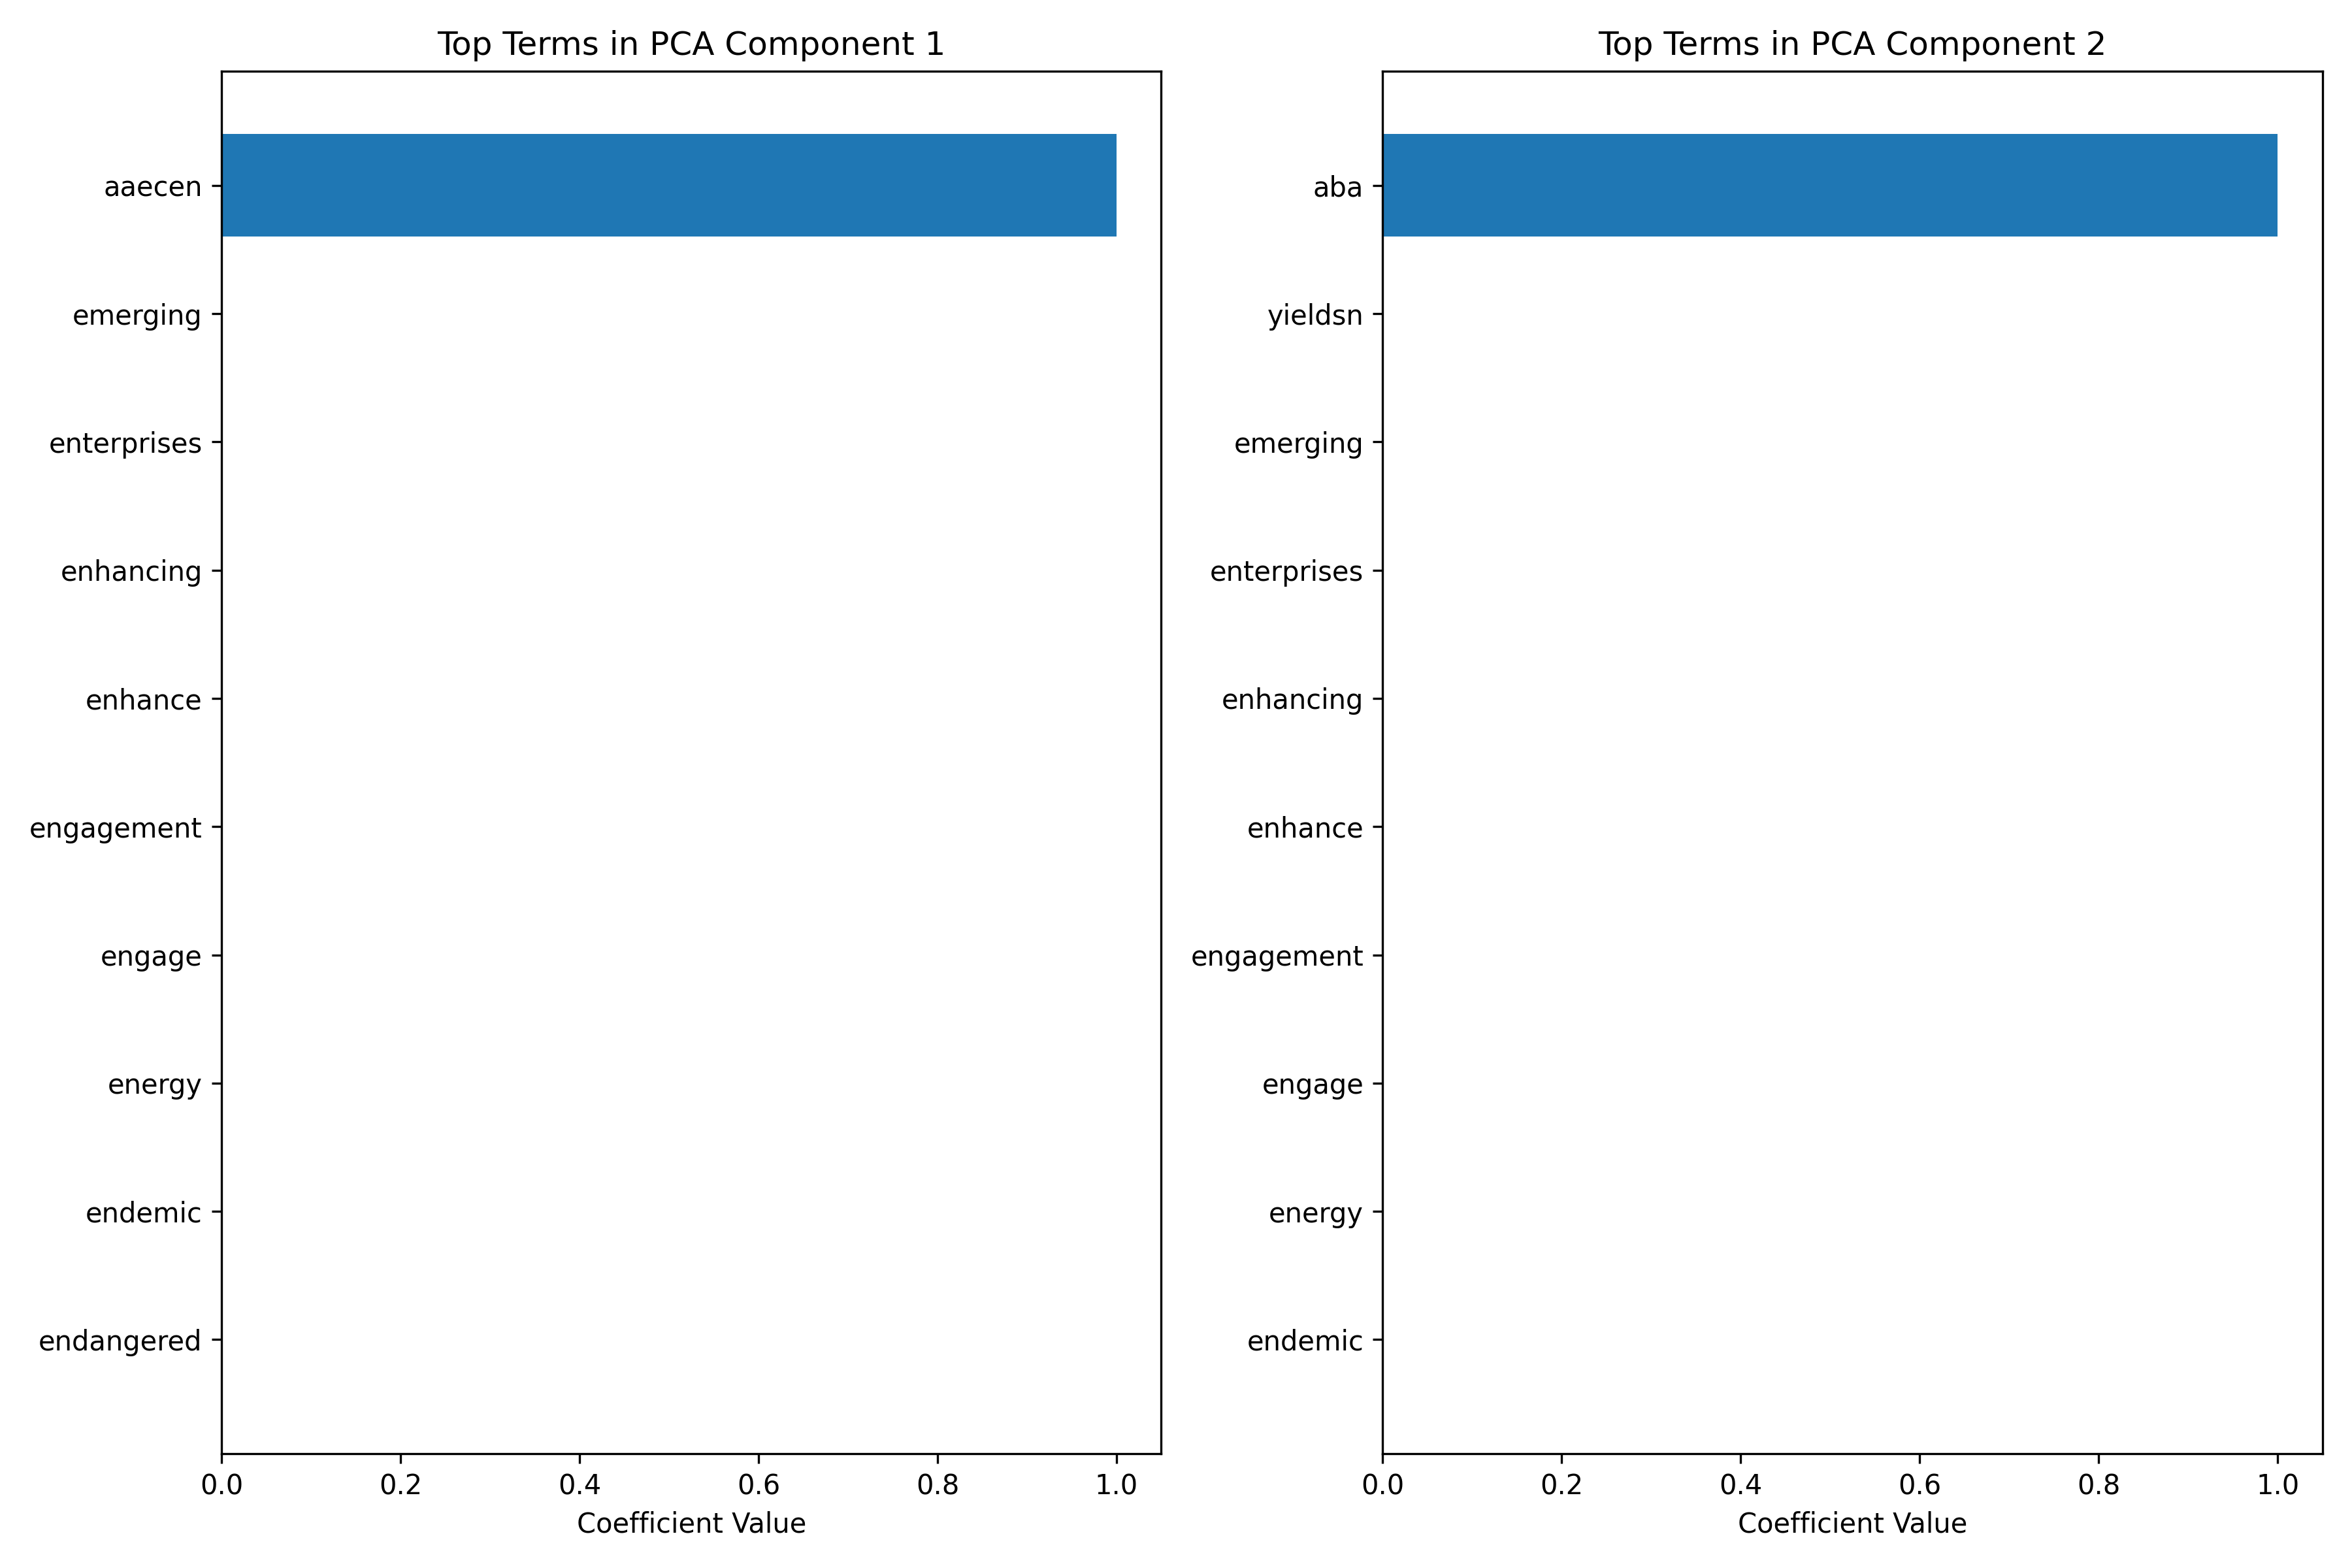 Top Terms in PCA Component 1
aaecen
emerging
enterprises
enhancing
enhance
engagement
engage
energy
endemic
endangered
0.0 0.2 0.4 0.6 0.8 1.0
Coefficient Value
Top Terms in PCA Component 2
aba
yieldsn
emerging
enterprises
enhancing
enhance
engagement
engage
energy
endemic
0.0 0.2 0.4 0.6 0.8 1.0
Coefficient Value